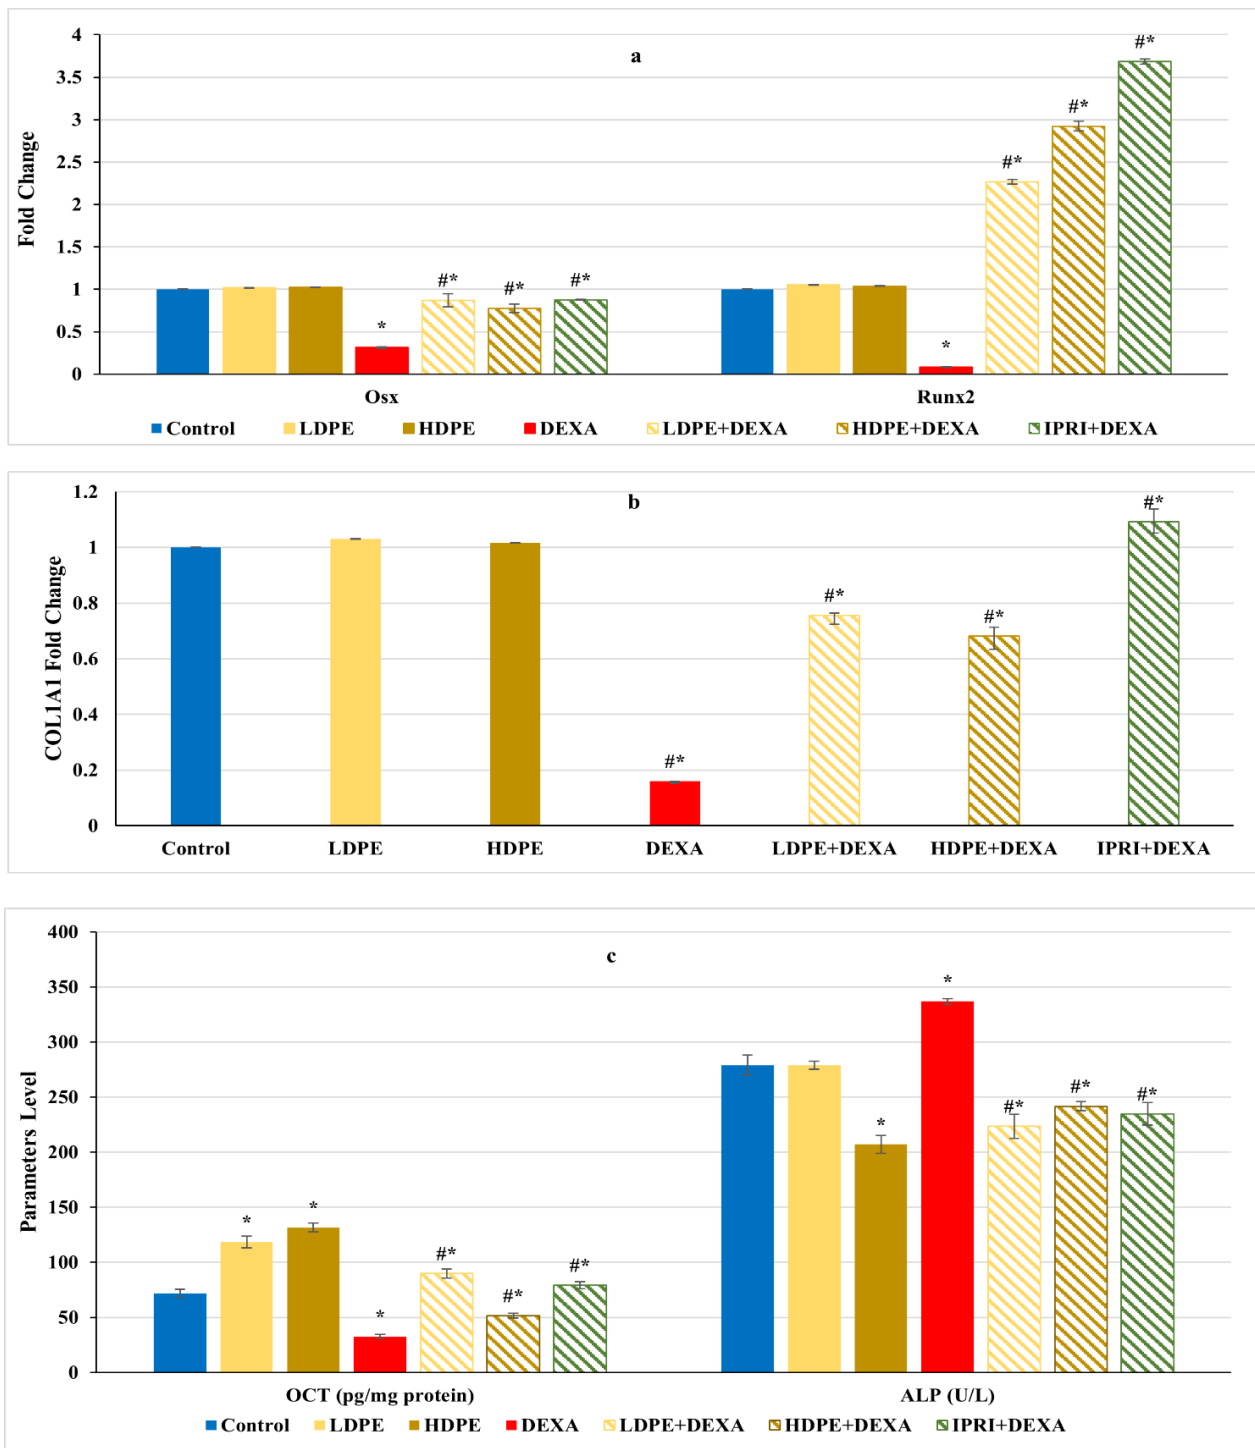 a
4
3.5
3
2.5
2
1.5
1
0.5
0
Fold Change
* #* #* #* * #* #* #*
Osx Runx2
Control LDPE HDPE DEXA LDPE+DEXA HDPE+DEXA IPRI+DEXA
b
1.2
1
0.8
0.6
0.4
0.2
0
COL1A1 Fold Change
#* #* #* #*
Control LDPE HDPE DEXA LDPE+DEXA HDPE+DEXA IPRI+DEXA
c
400
350
300
250
200
150
100
50
0
Parameters Level
* * * #* #* #* * * #* #* #*
OCT (pg/mg protein) ALP (U/L)
Control LDPE HDPE DEXA LDPE+DEXA HDPE+DEXA IPRI+DEXA